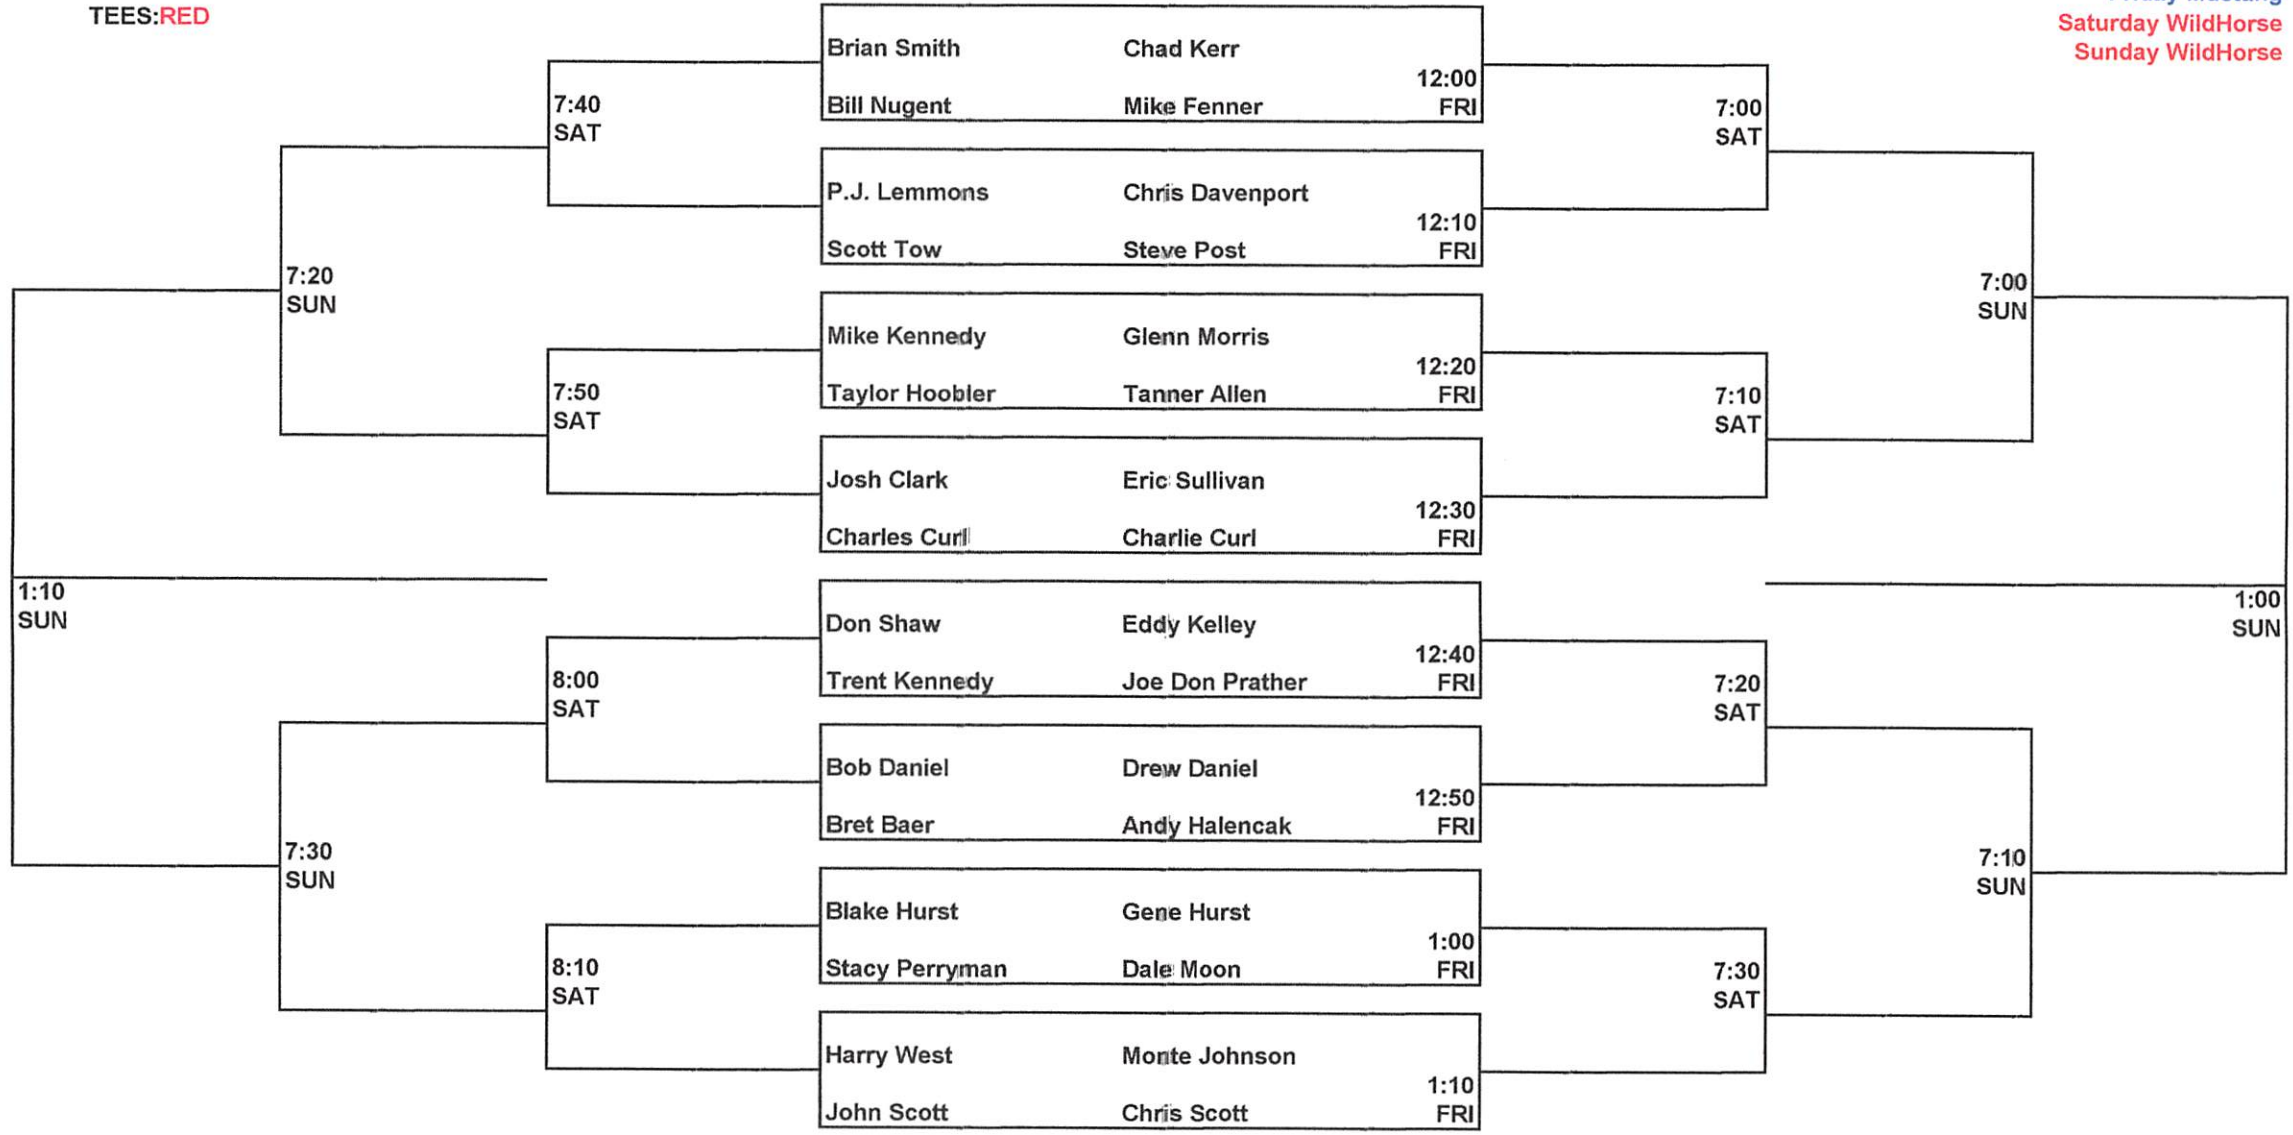 TEES:RED
Saturday WildHorse
Sunday WildHorse
Brian Smith Chad Kerr
12:00
Bill Nugent Mike Fenner FRI
7:40
SAT
7:00
SAT
P.J. Lemmons Chris Davenport
12:10
Scott Tow Steve Post FRI
7:20
SUN
7:00
SUN
Mike Kennedy Glenn Morris
12:20
Taylor Hoobler Tanner Allen FRI
7:50
SAT
7:10
SAT
Josh Clark Eric Sullivan
12:30
Charles Curl Charlie Curl FRI
1:10
SUN
1:00
SUN
Don Shaw Eddy Kelley
12:40
Trent Kennedy Joe Don Prather FRI
8:00
SAT
7:20
SAT
Bob Daniel Drew Daniel
12:50
Bret Baer Andy Halencak FRI
7:30
SUN
7:10
SUN
Blake Hurst Gene Hurst
1:00
Stacy Perryman Dale Moon FRI
8:10
SAT
7:30
SAT
Harry West Monte Johnson
1:10
John Scott Chris Scott FRI